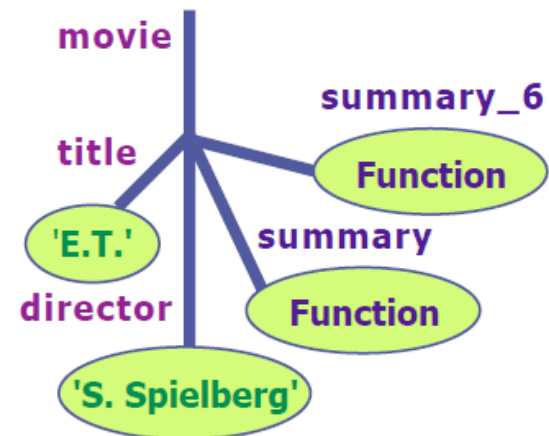 movie
summary_6
title
Function
'E.T.'
summary
director
Function
'S. Spielberg'